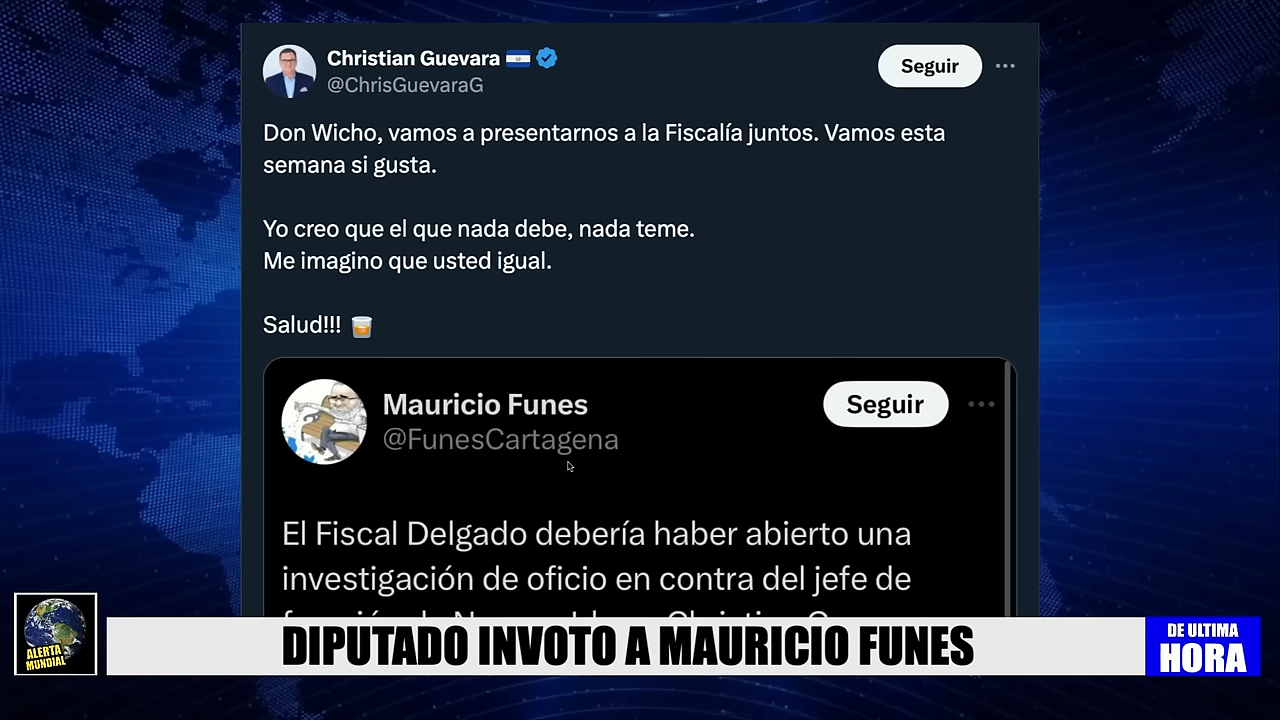 Christian Guevara
@ChrisGuevaraG
Seguir
Don Wicho, vamos a presentarnos a la Fiscalía juntos. Vamos esta
semana si gusta.
Yo creo que el que nada debe, nada teme.
Me imagino que usted igual.
Salud!!!
Mauricio Funes
@FunesCartagena
Seguir
El Fiscal Delgado debería haber abierto una
investigación de oficio en contra del jefe de
ALERTA
MUNDIAL
DIPUTADO INVOTO A MAURICIO FUNES
DE ULTIMA
HORA